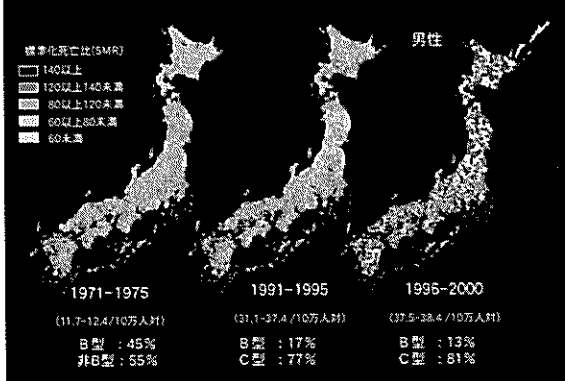 男性
標準化死亡比(SMR)
140以上
120以上140未満
80以上120未満
60以上80未満
60未満
1971-1975
(11.7-12.4/10万人対)
B型：45%
非B型：55%
1991-1995
(31.1-37.4/10万人対)
B型：17%
C型：77%
1996-2000
(37.5-38.4/10万人対)
B型：13%
C型：81%